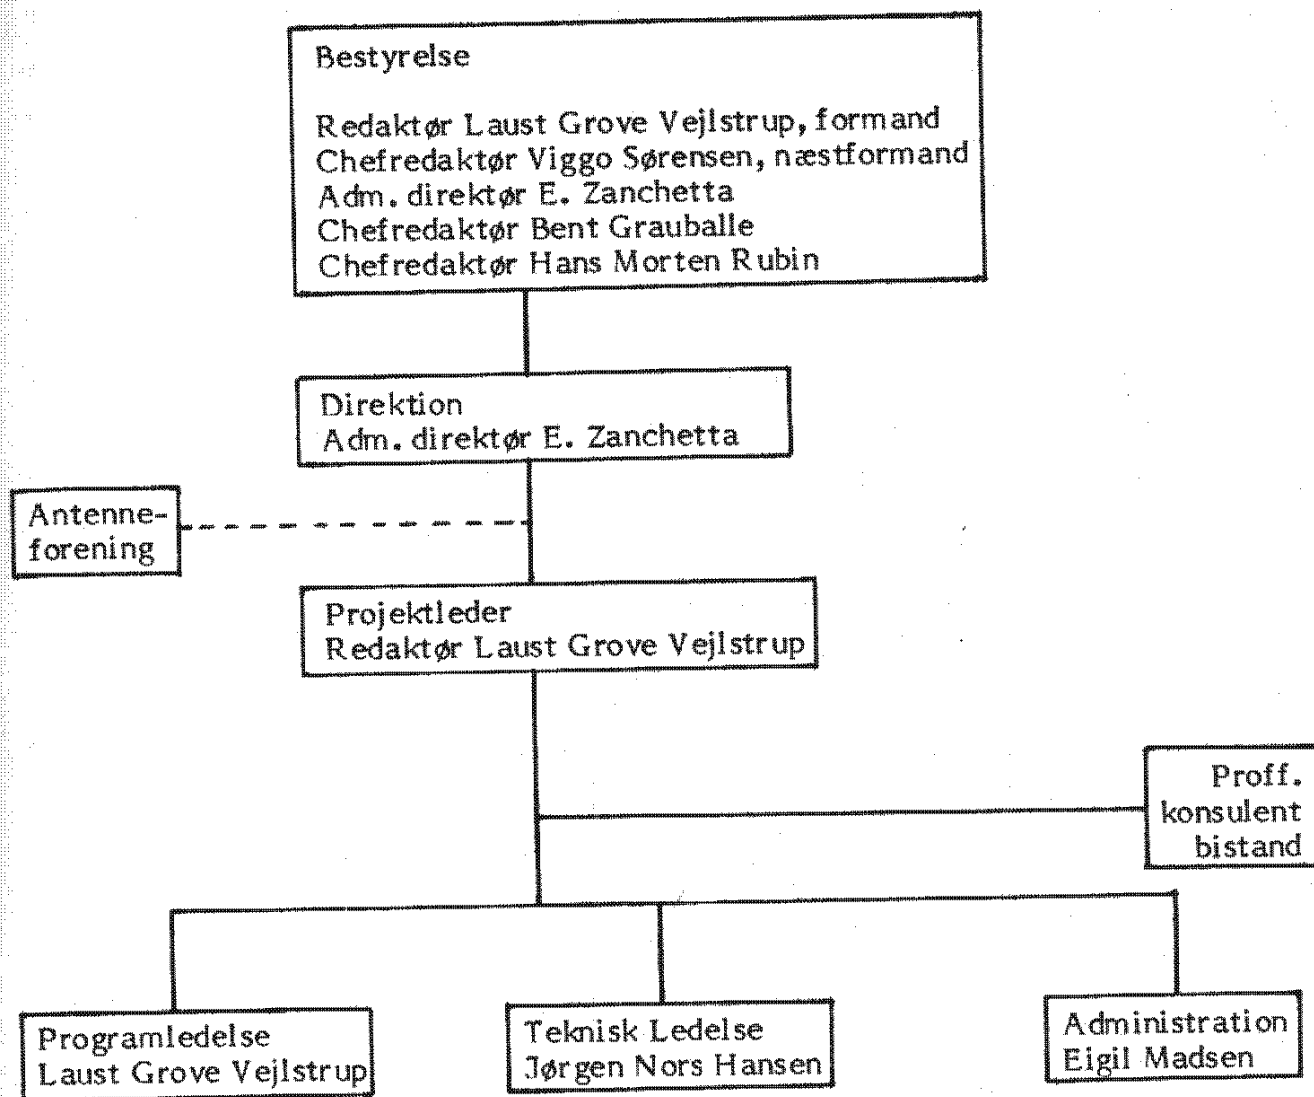 Bestyrelse
Redaktør Laust Grove Vejlstrup, formand
Chefredaktør Viggo Sørensen, næstformand
Adm. direktør E. Zanchetta
Chefredaktør Bent Grauballe
Chefredaktør Hans Morten Rubin
Direktion
Adm. direktør E. Zanchetta
Antenne-
forening
Projektleder
Redaktør Laust Grove Vejlstrup
Proff.
konsulent
bistand
Programledelse
Laust Grove Vejlstrup
Teknisk Ledelse
Jørgen Nors Hansen
Administration
Eigil Madsen